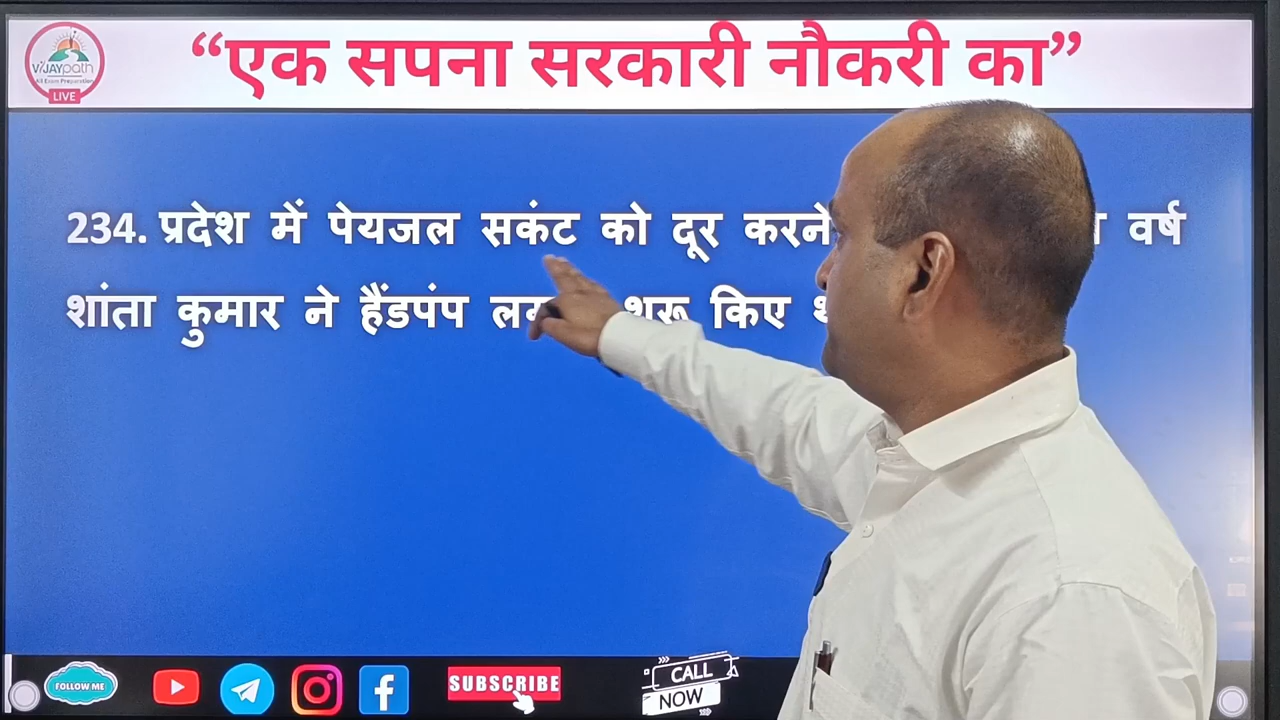 “एक सपना सरकारी नौकरी का”
VIJAYpath
All Exam Preparation
LIVE
234. प्रदेश में पेयजल सकंट को दूर करने वर्ष
शांता कुमार ने हैंडपंप शुरू किए
FOLLOW ME
SUBSCRIBE
CALL
NOW